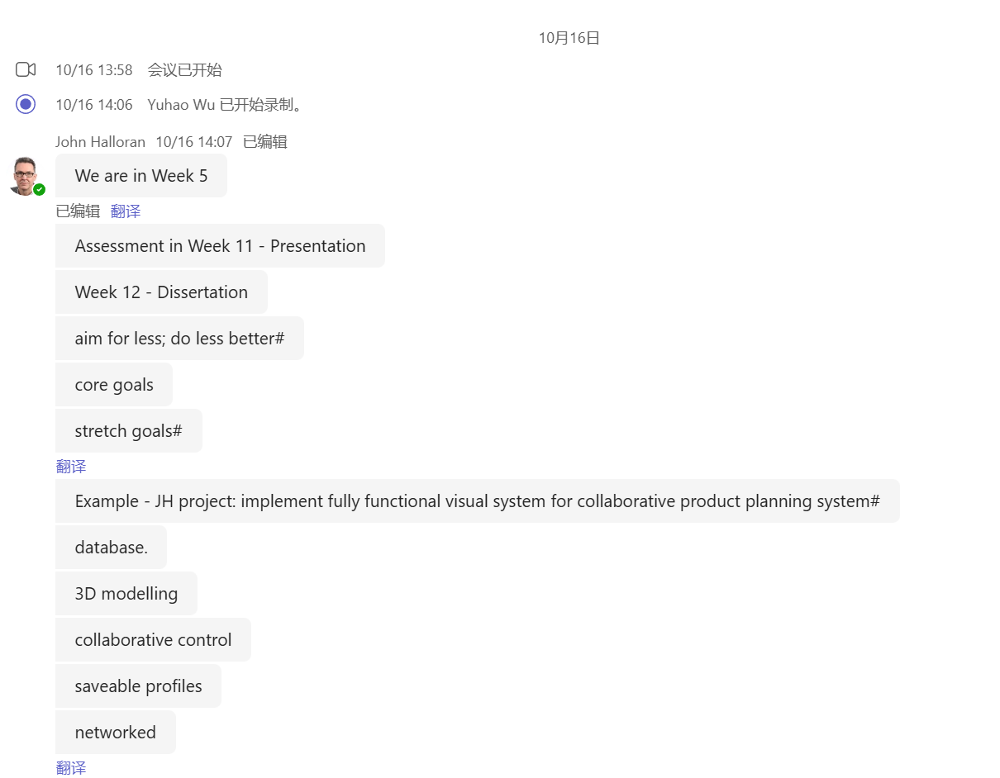 10月16日
10/16 13:58 会议已开始
10/16 14:06 Yuhao Wu 已开始录制。
John Halloran 10/16 14:07 已编辑
We are in Week 5
已编辑 翻译
Assessment in Week 11 - Presentation
Week 12 - Dissertation
aim for less; do less better#
core goals
stretch goals#
翻译
Example - JH project: implement fully functional visual system for collaborative product planning system#
database.
3D modelling
collaborative control
saveable profiles
networked
翻译